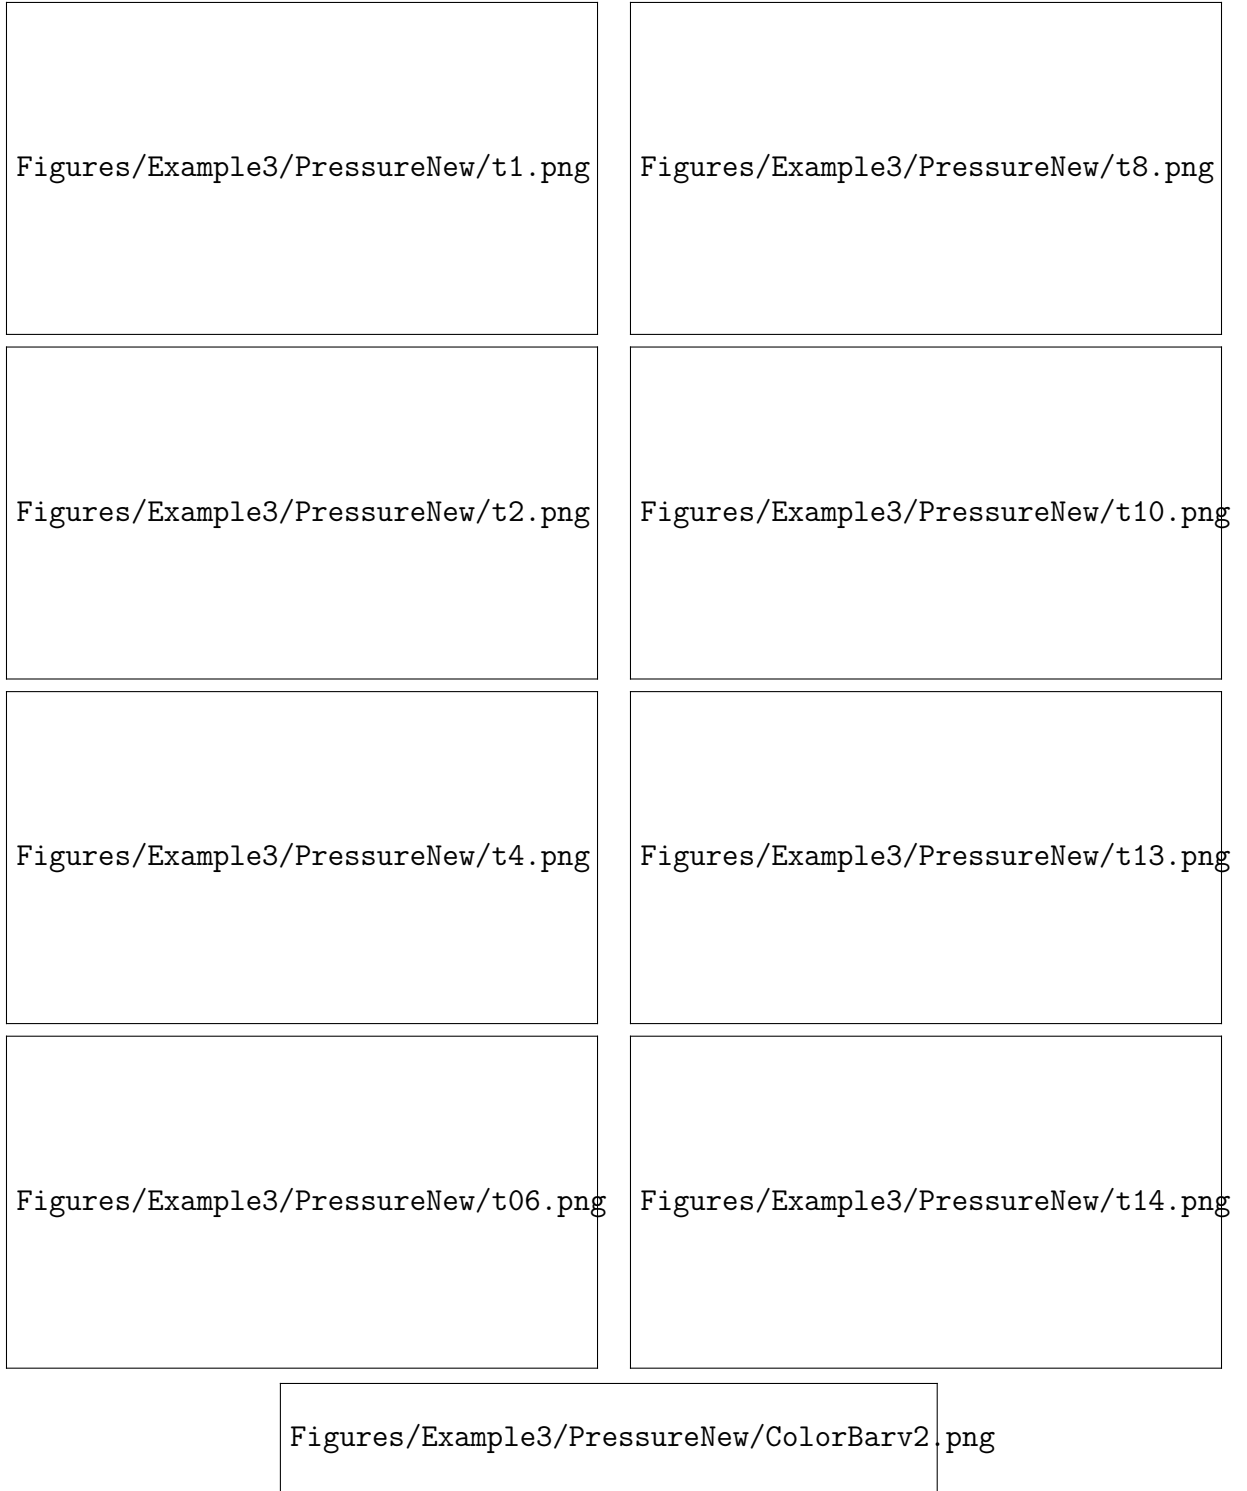 Figures/Example3/PressureNew/t1.png
Figures/Example3/PressureNew/t8.png
Figures/Example3/PressureNew/t2.png
Figures/Example3/PressureNew/t10.png
Figures/Example3/PressureNew/t4.png
Figures/Example3/PressureNew/t13.png
Figures/Example3/PressureNew/t06.png
Figures/Example3/PressureNew/t14.png
Figures/Example3/PressureNew/ColorBarv2.png